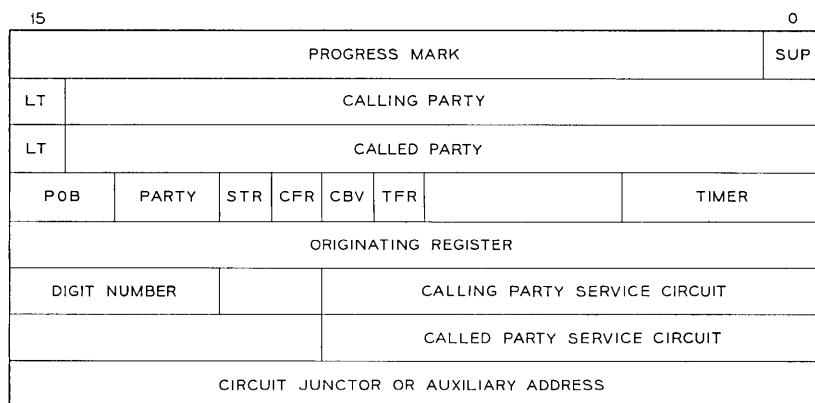 15 0
PROGRESS MARK SUP
LT CALLING PARTY
LT CALLED PARTY
POB PARTY STR CFR CBV TFR TIMER
ORIGINATING REGISTER
DIGIT NUMBER CALLING PARTY SERVICE CIRCUIT
CALLED PARTY SERVICE CIRCUIT
CIRCUIT JUNCTOR OR AUXILIARY ADDRESS